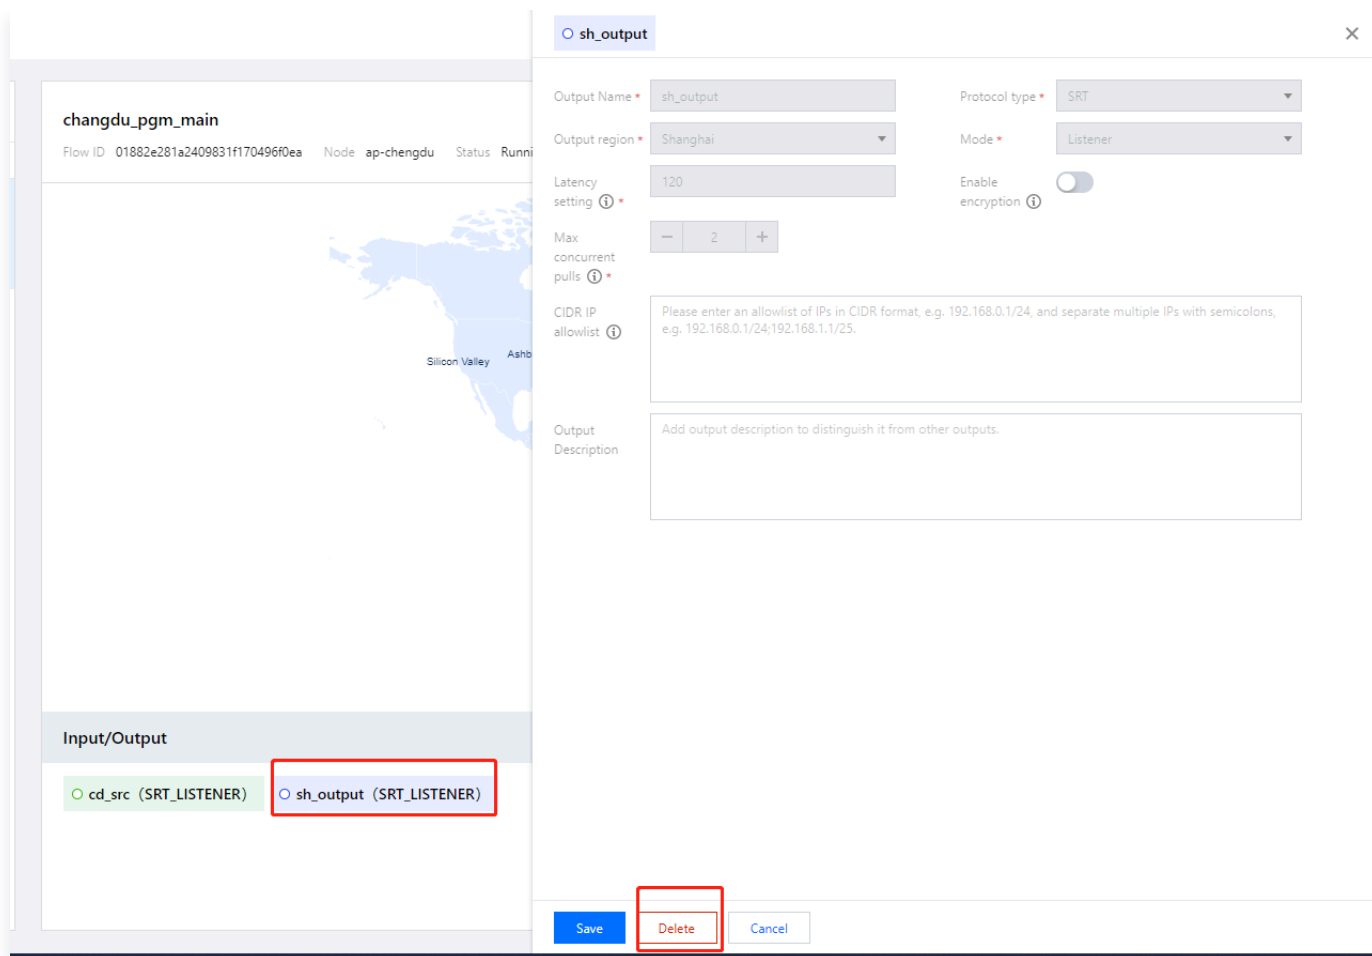 changdu_pgm_main
Flow ID 01882e281a2409831f170496f0ea Node ap-chengdu Status Runni
Silicon Valley
Ashb
Input/Output
cd_src（SRT_LISTENER）
sh_output（SRT_LISTENER）
sh_output
Output Name * sh_output
Protocol type * SRT
Output region * Shanghai
Mode * Listener
Latency
setting * 120
Enable
encryption
Max
concurrent
pulls * 2
CIDR IP
allowlist
Please enter an allowlist of IPs in CIDR format, e.g. 192.168.0.1/24, and separate multiple IPs with semicolons,
e.g. 192.168.0.1/24;192.168.1.1/25.
Output
Description
Add output description to distinguish it from other outputs.
Save
Delete
Cancel